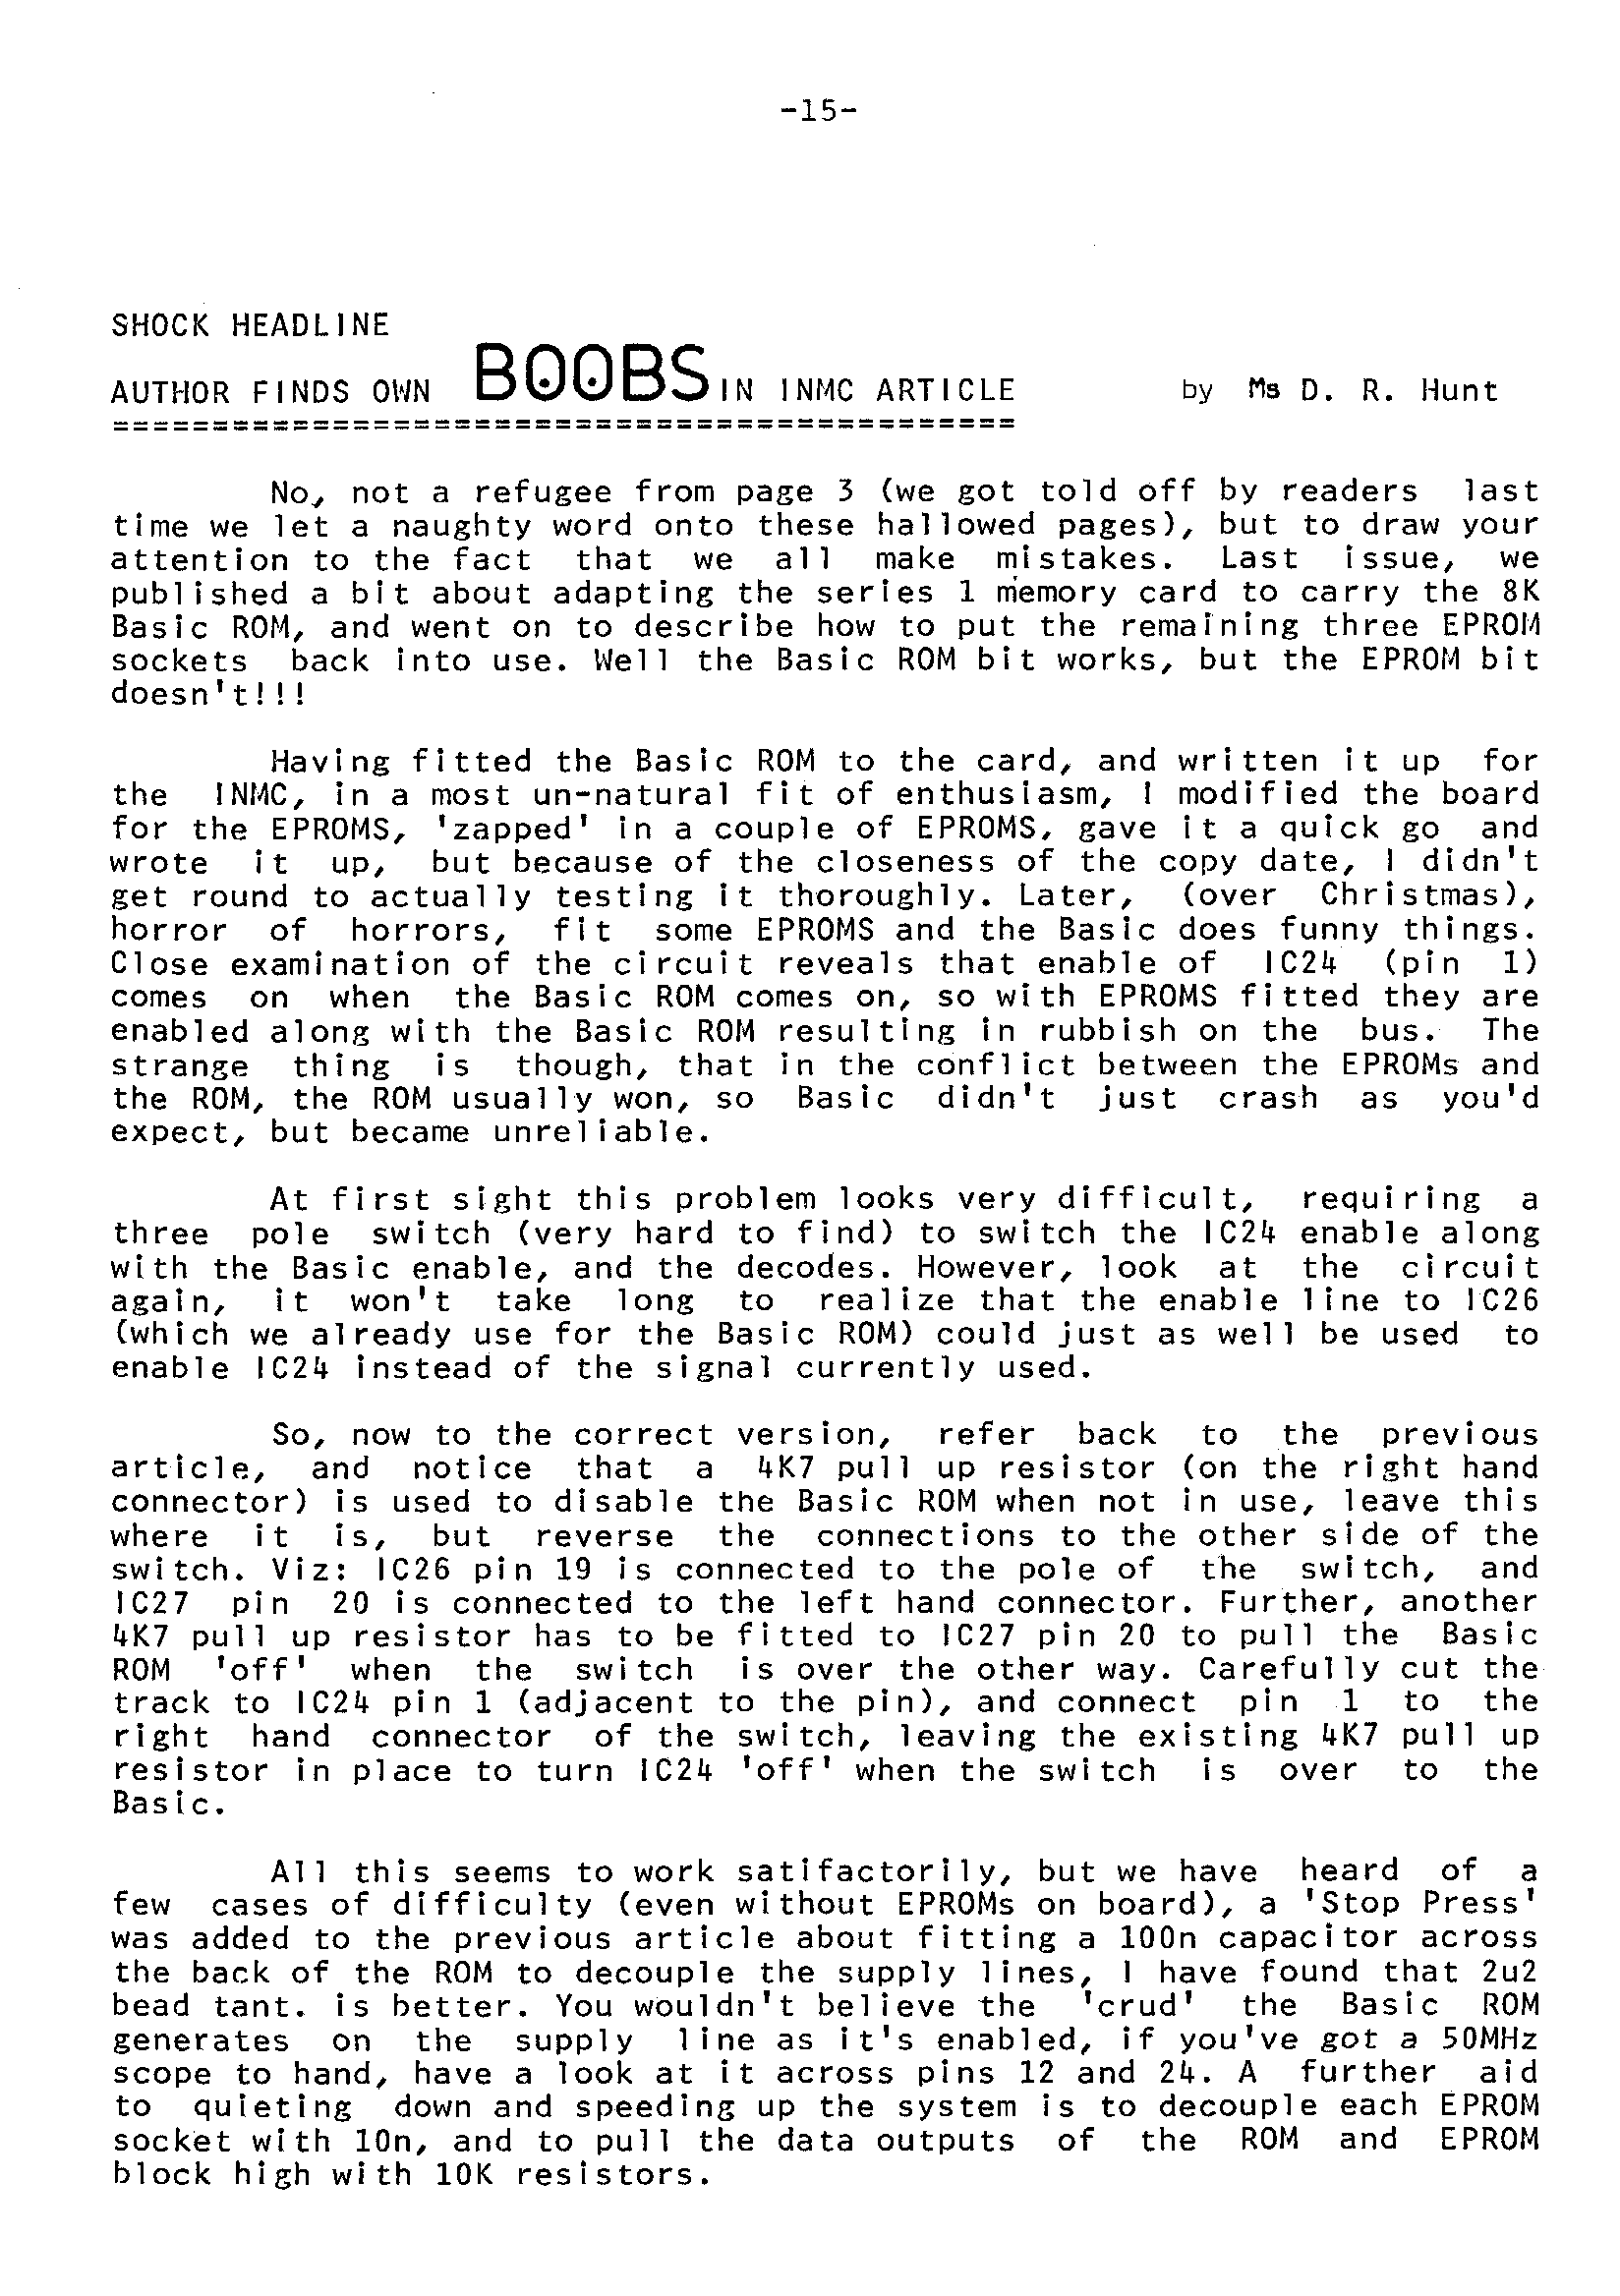 -15-
SHOCK HEADLINE
AUTHOR FINDS OWN BOOBS IN INMC ARTICLE by Ms D. R. Hunt
=============================================
No, not a refugee from page 3 (we got told off by readers last
time we let a naughty word onto these hallowed pages), but to draw your
attention to the fact that we all make mistakes. Last issue, we
published a bit about adapting the series 1 memory card to carry the 8K
Basic ROM, and went on to describe how to put the remaining three EPROM
sockets back into use. Well the Basic ROM bit works, but the EPROM bit
doesn't!!!
Having fitted the Basic ROM to the card, and written it up for
the INMC, in a most un-natural fit of enthusiasm, I modified the board
for the EPROMS, 'zapped' in a couple of EPROMS, gave it a quick go and
wrote it up, but because of the closeness of the copy date, I didn't
get round to actually testing it thoroughly. Later, (over Christmas),
horror of horrors, fit some EPROMS and the Basic does funny things.
Close examination of the circuit reveals that enable of IC24 (pin 1)
comes on when the Basic ROM comes on, so with EPROMS fitted they are
enabled along with the Basic ROM resulting in rubbish on the bus. The
strange thing is though, that in the conflict between the EPROMs and
the ROM, the ROM usually won, so Basic didn't just crash as you'd
expect, but became unreliable.
At first sight this problem looks very difficult, requiring a
three pole switch (very hard to find) to switch the IC24 enable along
with the Basic enable, and the decodes. However, look at the circuit
again, it won't take long to realize that the enable line to IC26
(which we already use for the Basic ROM) could just as well be used to
enable IC24 instead of the signal currently used.
So, now to the correct version, refer back to the previous
article, and notice that a 4K7 pull up resistor (on the right hand
connector) is used to disable the Basic ROM when not in use, leave this
where it is, but reverse the connections to the other side of the
switch. Viz: IC26 pin 19 is connected to the pole of the switch, and
IC27 pin 20 is connected to the left hand connector. Further, another
4K7 pull up resistor has to be fitted to IC27 pin 20 to pull the Basic
ROM 'off' when the switch is over the other way. Carefully cut the
track to IC24 pin 1 (adjacent to the pin), and connect pin 1 to the
right hand connector of the switch, leaving the existing 4K7 pull up
resistor in place to turn IC24 'off' when the switch is over to the
Basic.
All this seems to work satifactorily, but we have heard of a
few cases of difficulty (even without EPROMs on board), a 'Stop Press'
was added to the previous article about fitting a 100n capacitor across
the back of the ROM to decouple the supply lines, I have found that 2u2
bead tant. is better. You wouldn't believe the 'crud' the Basic ROM
generates on the supply line as it's enabled, if you've got a 50MHz
scope to hand, have a look at it across pins 12 and 24. A further aid
to quieting down and speeding up the system is to decouple each EPROM
socket with 10n, and to pull the data outputs of the ROM and EPROM
block high with 10K resistors.